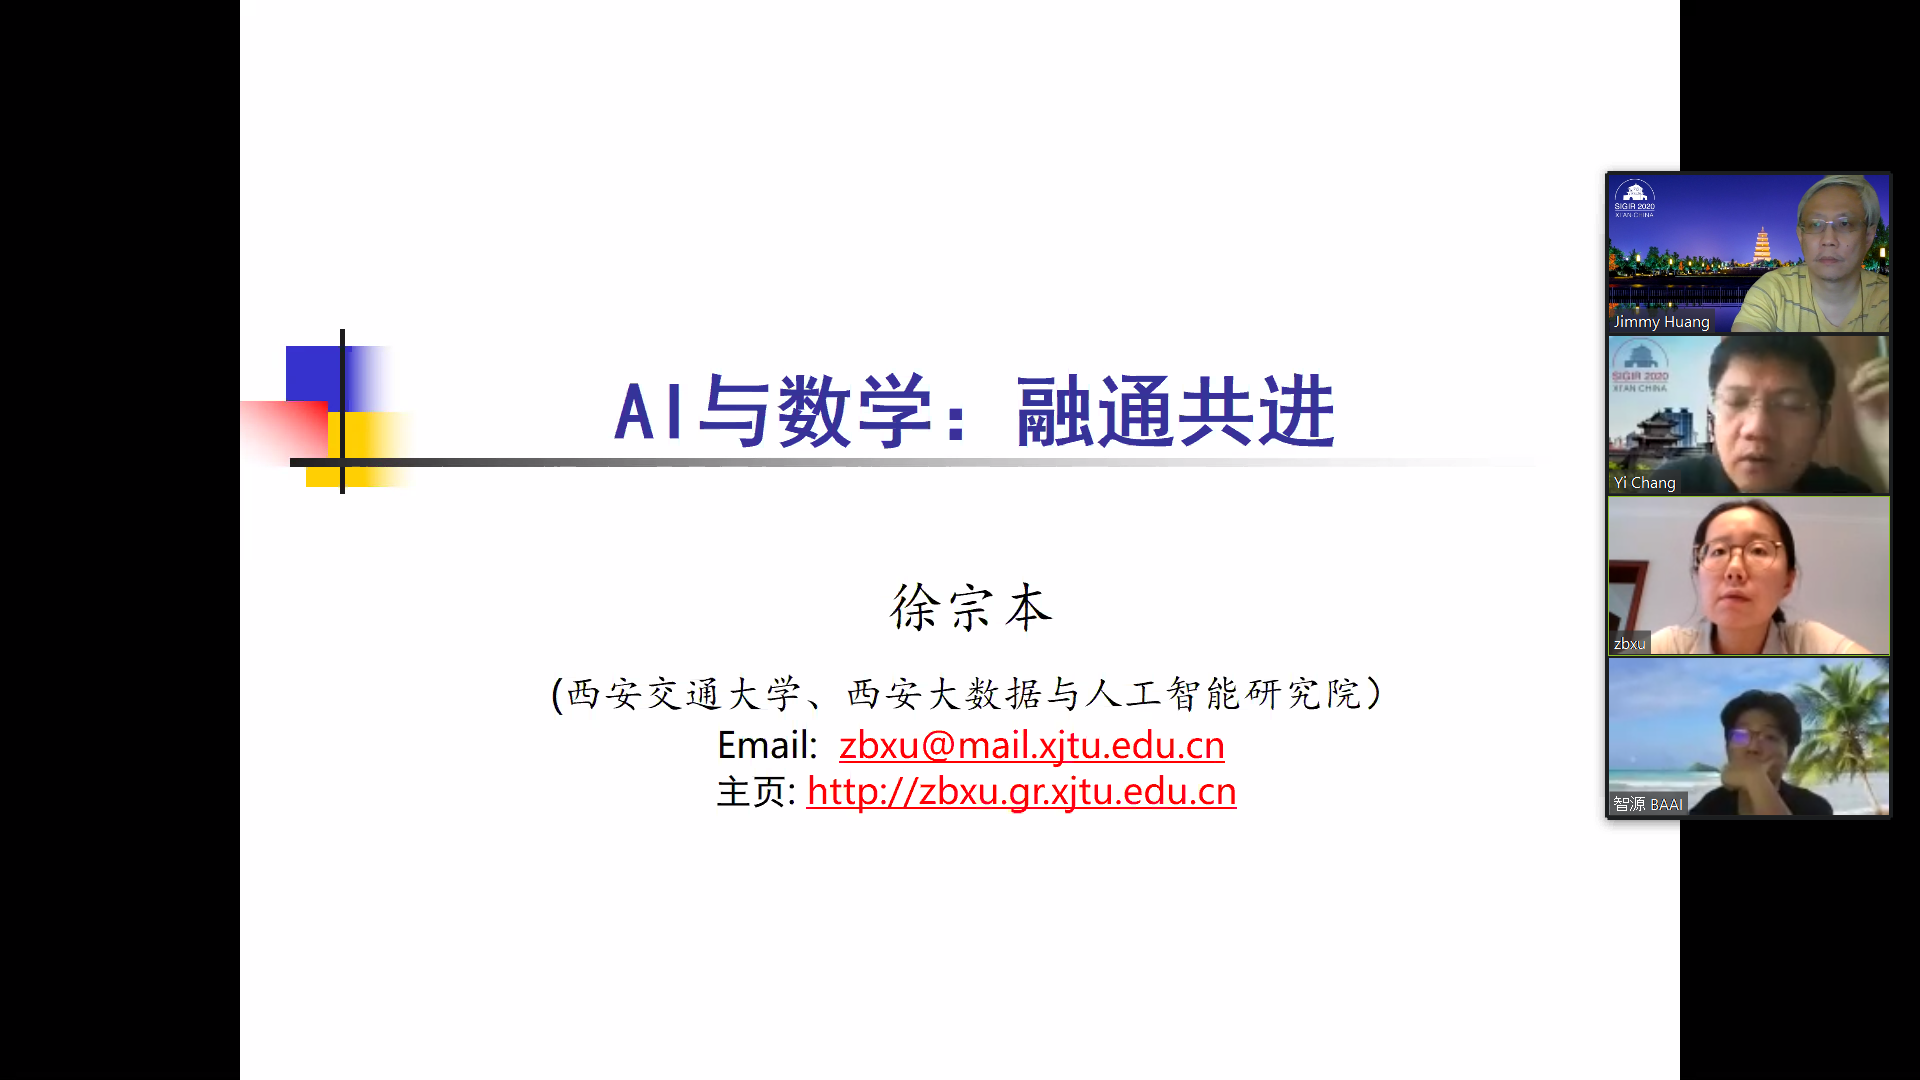 AI与数学：融通共进
徐宗本
(西安交通大学、西安大数据与人工智能研究院）
Email: zbxu@mail.xjtu.edu.cn
主页: http://zbxu.gr.xjtu.edu.cn
SIGIR 2020
XI'AN CHINA
Jimmy Huang
SIGIR 2020
XI'AN CHINA
Yi Chang
zbxu
智源 BAAI